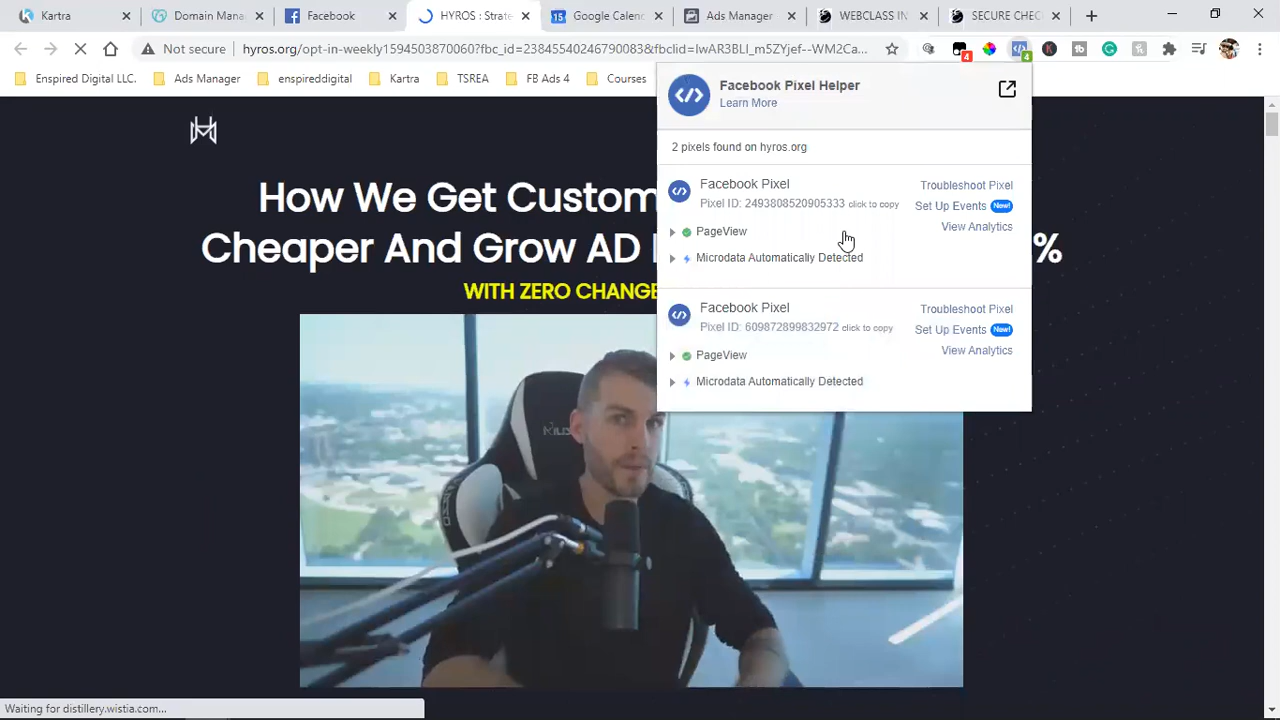 Kartra
Domain Mana
Facebook
HYROS: Strate
Google Calend
Ads Manager
WEBCLASS IN
SECURE CHEC
Not secure
hyros.org/opt-in-weekly1594503870060?fbc_id=23845540246790083&fbclid=IwAR3BLI_m5ZYjef--WM2Ca...
4
4
Enspired Digital LLC.
Ads Manager
enspireddigital
Kartra
TSREA
FB Ads 4
Courses
Facebook Pixel Helper
Learn More
2 pixels found on hyros.org
Facebook Pixel
Troubleshoot Pixel
Pixel ID: 2493808520905333 click to copy
Set Up Events New!
View Analytics
PageView
Microdata Automatically Detected
Facebook Pixel
Troubleshoot Pixel
Pixel ID: 609872899832972 click to copy
Set Up Events New!
View Analytics
PageView
Microdata Automatically Detected
How We Get Custom
Cheaper And Grow AD
%
WITH ZERO CHANGE
Waiting for distillery.wistia.com...